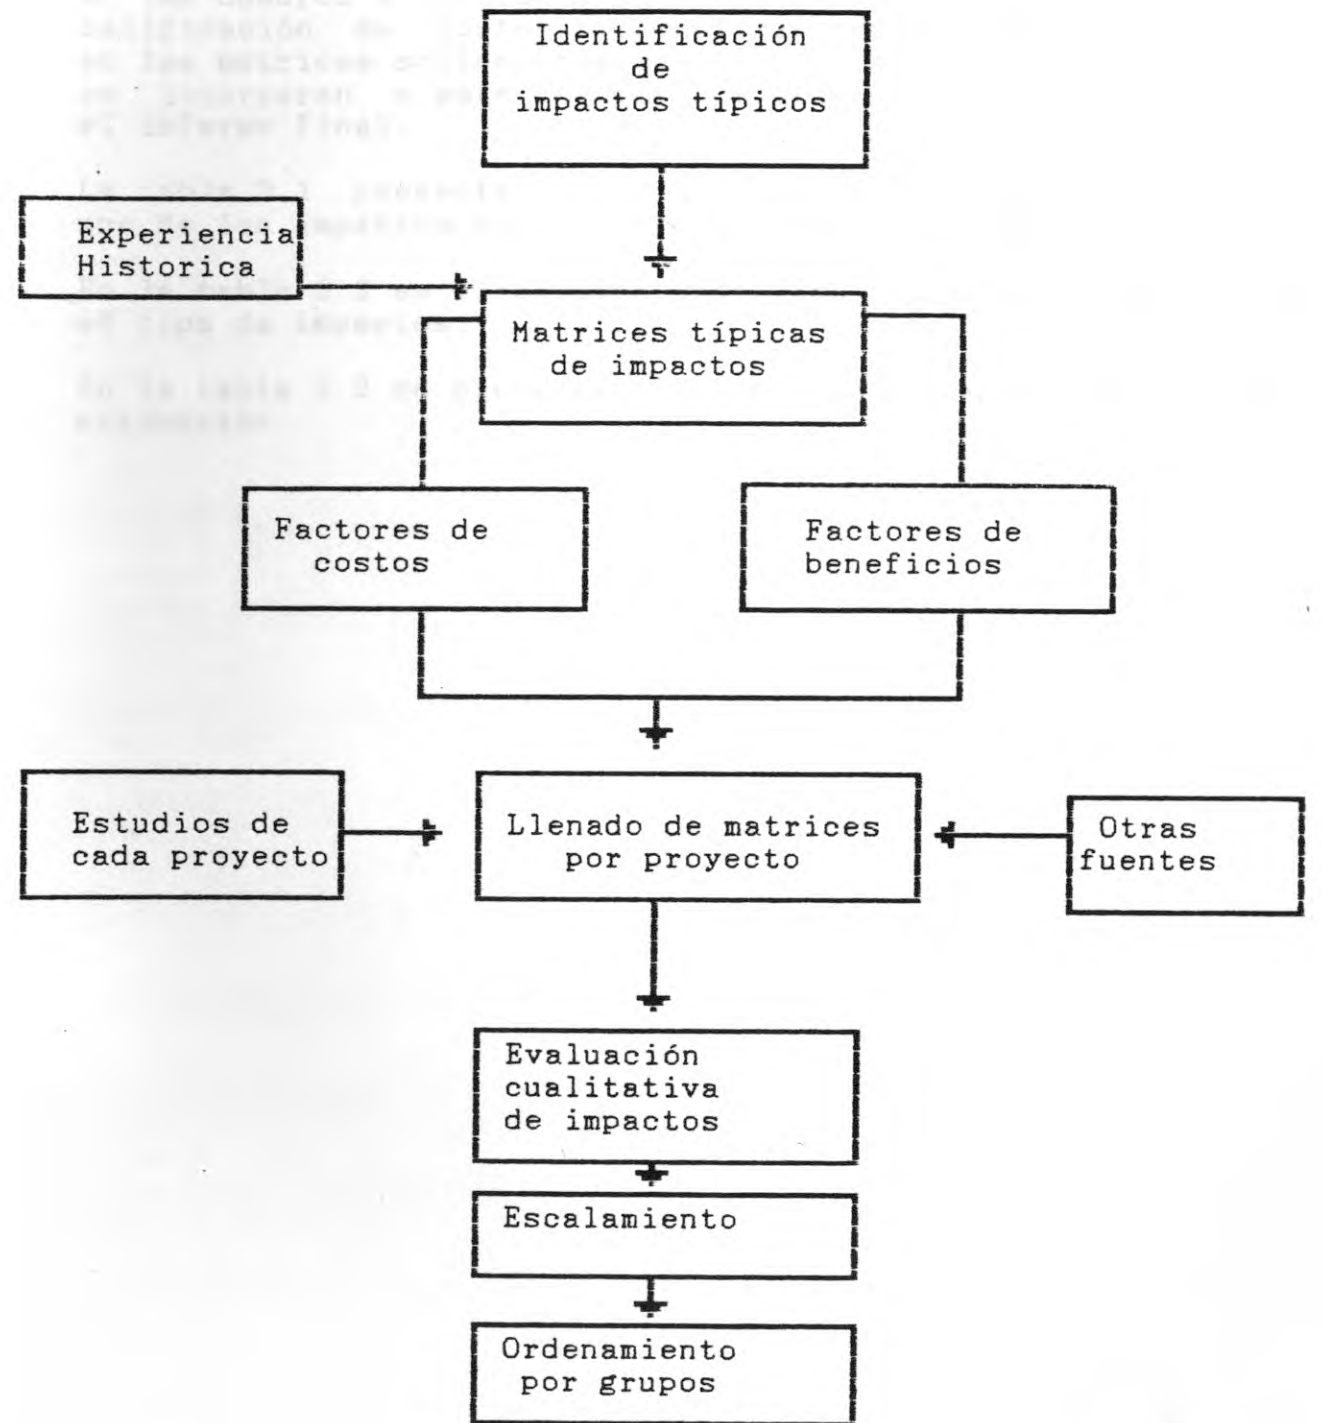 Identificación
de
impactos típicos
Experiencia
Historica
Matrices típicas
de impactos
Factores de
costos
Factores de
beneficios
Estudios de
cada proyecto
Llenado de matrices
por proyecto
Otras
fuentes
Evaluación
cualitativa
de impactos
Escalamiento
Ordenamiento
por grupos